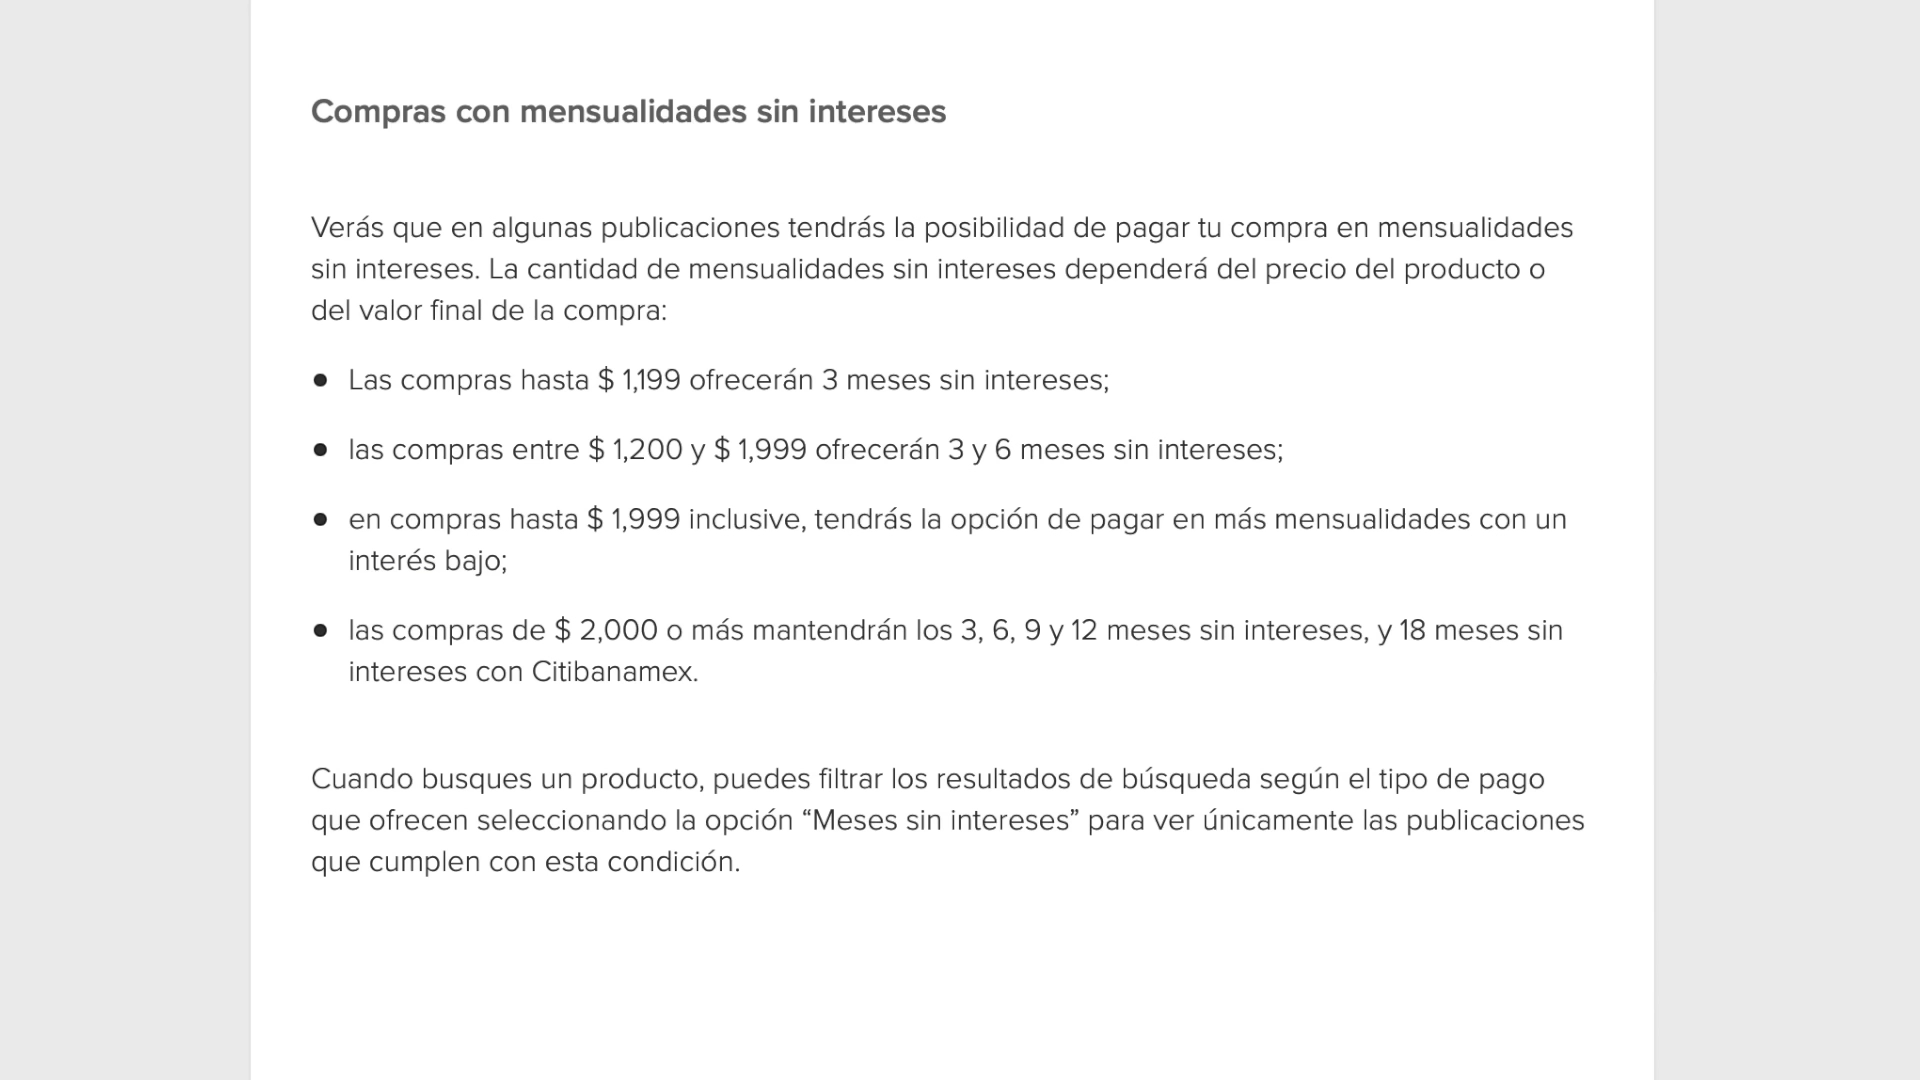 Compras con mensualidades sin intereses
Verás que en algunas publicaciones tendrás la posibilidad de pagar tu compra en mensualidades
sin intereses. La cantidad de mensualidades sin intereses dependerá del precio del producto o
del valor final de la compra:
● Las compras hasta $ 1,199 ofrecerán 3 meses sin intereses;
● las compras entre $ 1,200 y $ 1,999 ofrecerán 3 y 6 meses sin intereses;
● en compras hasta $ 1,999 inclusive, tendrás la opción de pagar en más mensualidades con un
interés bajo;
● las compras de $ 2,000 o más mantendrán los 3, 6, 9 y 12 meses sin intereses, y 18 meses sin
intereses con Citibanamex.
Cuando busques un producto, puedes filtrar los resultados de búsqueda según el tipo de pago
que ofrecen seleccionando la opción “Meses sin intereses” para ver únicamente las publicaciones
que cumplen con esta condición.